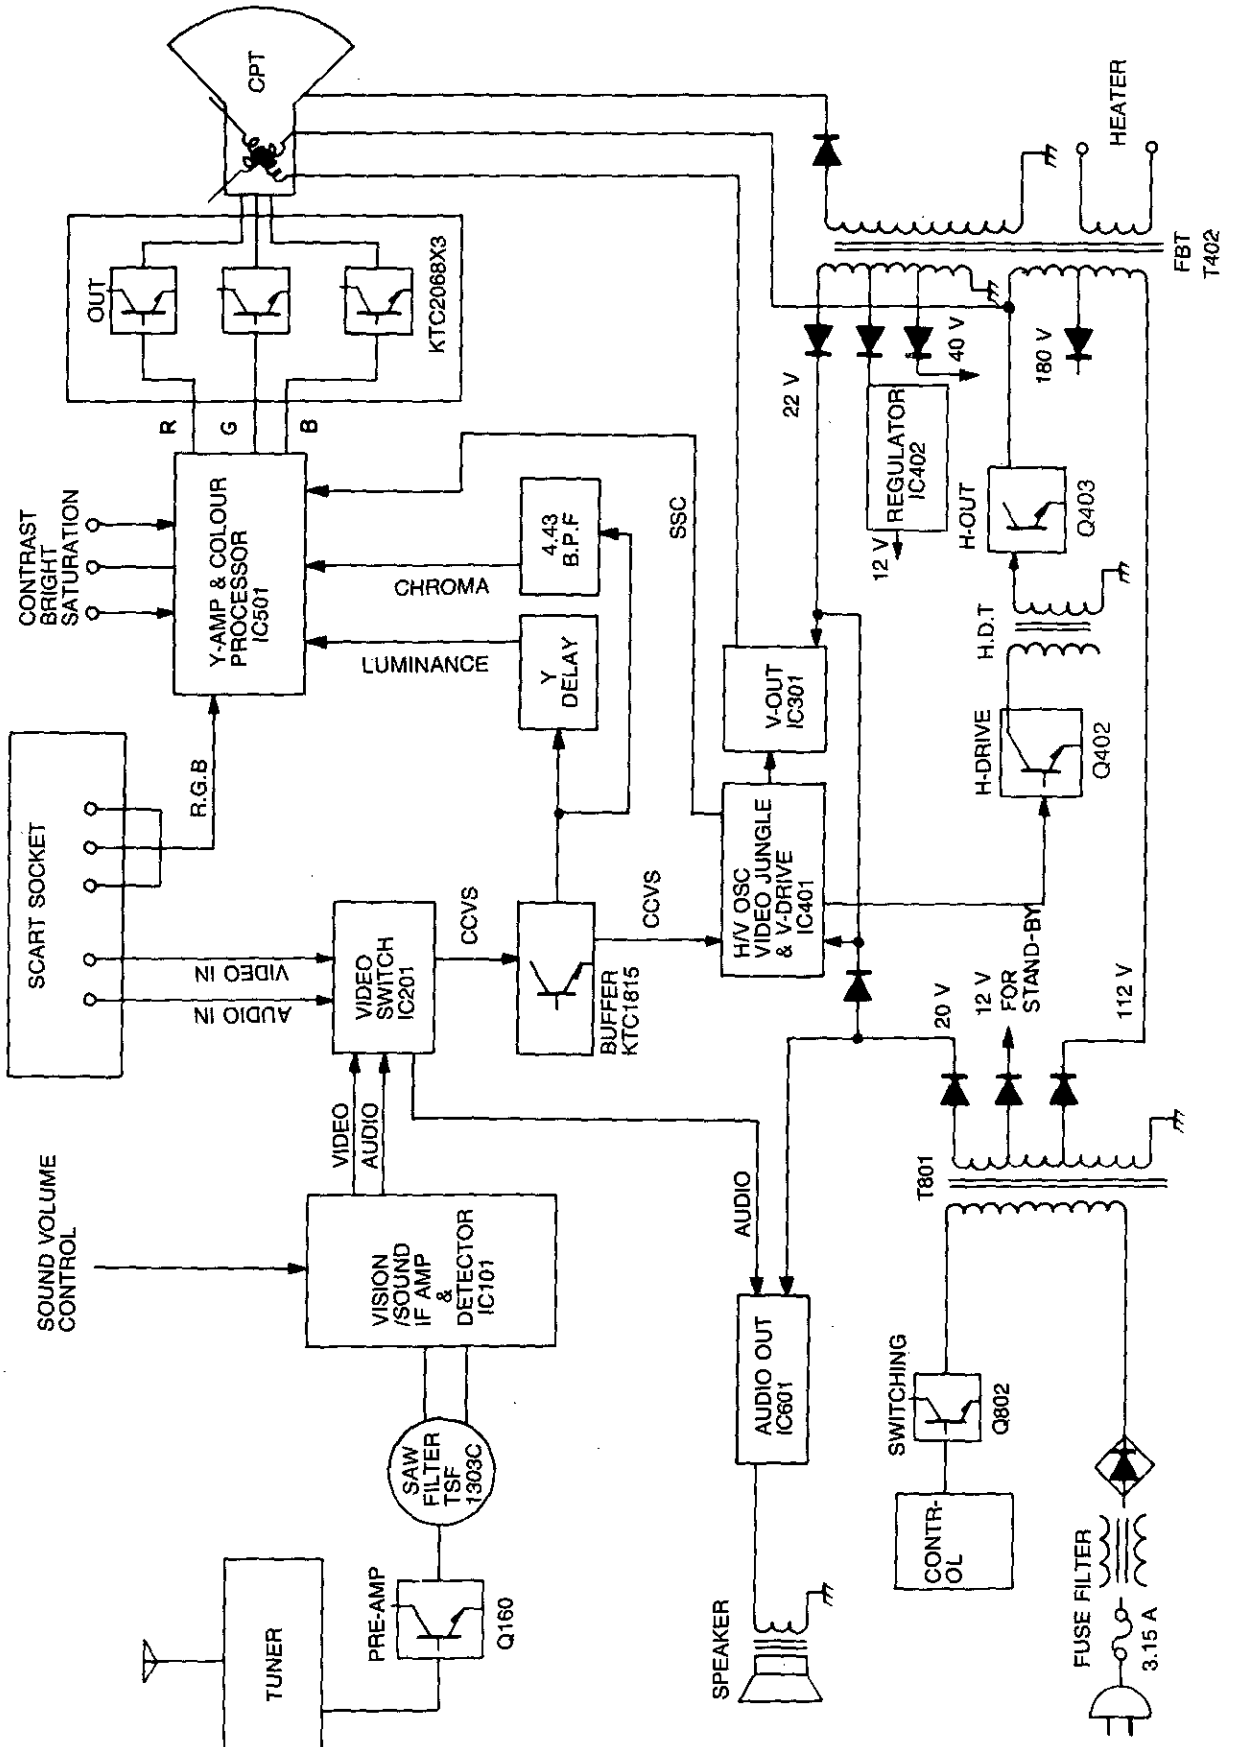 TUNER
PRE-AMP
Q160
SAW
FILTER
TSF
1303C
SOUND VOLUME
CONTROL
VISION
/SOUND
IF AMP
&
DETECTOR
IC101
VIDEO
AUDIO
SCART SOCKET
AUDIO IN
VIDEO IN
R.G.B
VIDEO
SWITCH
IC201
CCVS
BUFFER
KTC1815
CCVS
CONTRAST
BRIGHT
SATURATION
Y-AMP & COLOUR
PROCESSOR
IC501
LUMINANCE
CHROMA
Y
DELAY
4.43
B.P.F
SSC
R
G
B
OUT
KTC2068X3
CPT
SPEAKER
AUDIO OUT
IC601
AUDIO
H/V OSC
VIDEO JUNGLE
& V-DRIVE
IC401
V-OUT
IC301
22 V
REGULATOR
IC402
12 V
40 V
180 V
HEATER
FBT
T402
H-DRIVE
Q402
H.D.T
H-OUT
Q403
20 V
12 V
FOR
STAND-BY
112 V
T801
SWITCHING
Q802
CONTR-
OL
FUSE FILTER
3.15 A